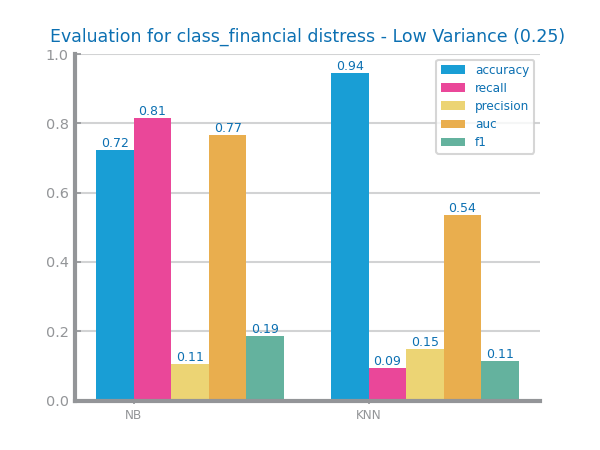 Evaluation for class_financial distress - Low Variance (0.25)
1.0
0.8
0.6
0.4
0.2
0.0
0.72
0.81
0.11
0.77
0.19
0.94
0.09
0.15
0.54
0.11
accuracy
recall
precision
auc
f1
NB
KNN